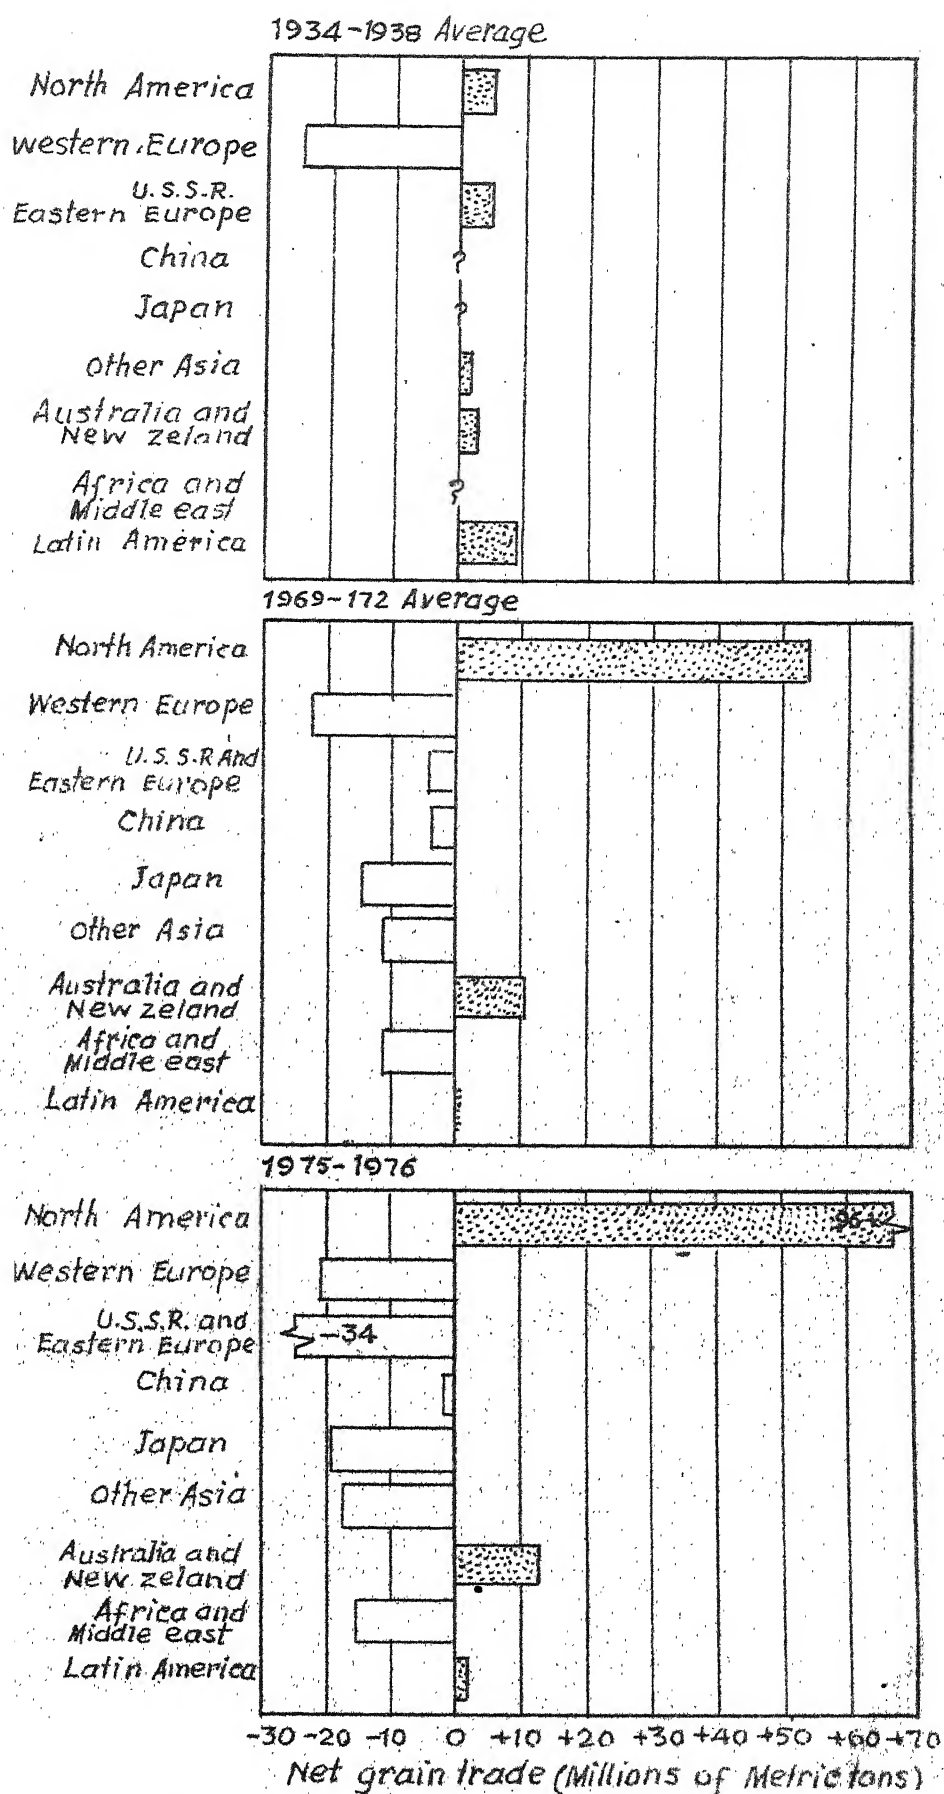 1934-1938 Average
North America
Western Europe
U.S.S.R.
Eastern Europe
China
?
Japan
?
Other Asia
Australia and
New zeland
Africa and
Middle east
?
Latin America
1969-172 Average
North America
Western Europe
U.S.S.R And
Eastern Europe
China
Japan
Other Asia
Australia and
New zeland
Africa and
Middle east
Latin America
1975-1976
North America
96+
Western Europe
U.S.S.R. and
Eastern Europe
-34
China
Japan
Other Asia
Australia and
New zeland
Africa and
Middle east
Latin America
-30 -20 -10 0 +10 +20 +30 +40 +50 +60 +70
Net grain trade (Millions of Metric tons)